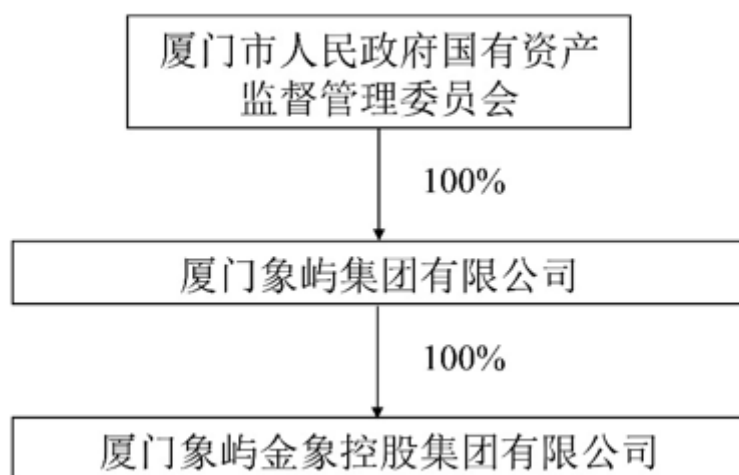 厦门市人民政府国有资产
监督管理委员会
100%
厦门象屿集团有限公司
100%
厦门象屿金象控股集团有限公司